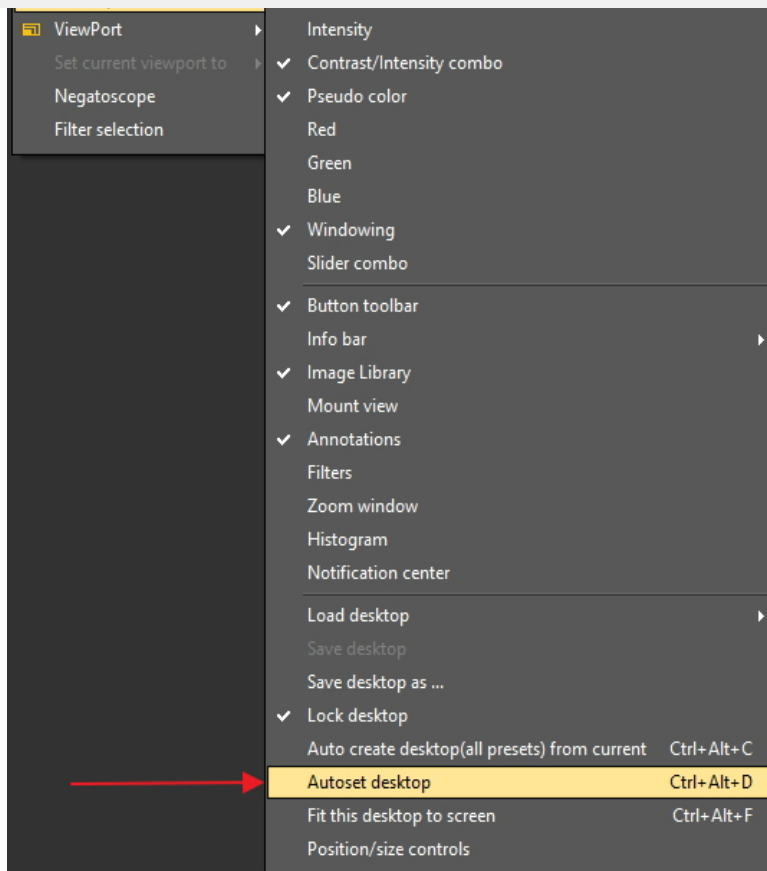 ViewPort
Set current viewport to
Negatoscope
Filter selection
Intensity
Contrast/Intensity combo
Pseudo color
Red
Green
Blue
Windowing
Slider combo
Button toolbar
Info bar
Image Library
Mount view
Annotations
Filters
Zoom window
Histogram
Notification center
Load desktop
Save desktop
Save desktop as ...
Lock desktop
Auto create desktop(all presets) from current Ctrl+Alt+C
Autoset desktop Ctrl+Alt+D
Fit this desktop to screen Ctrl+Alt+F
Position/size controls